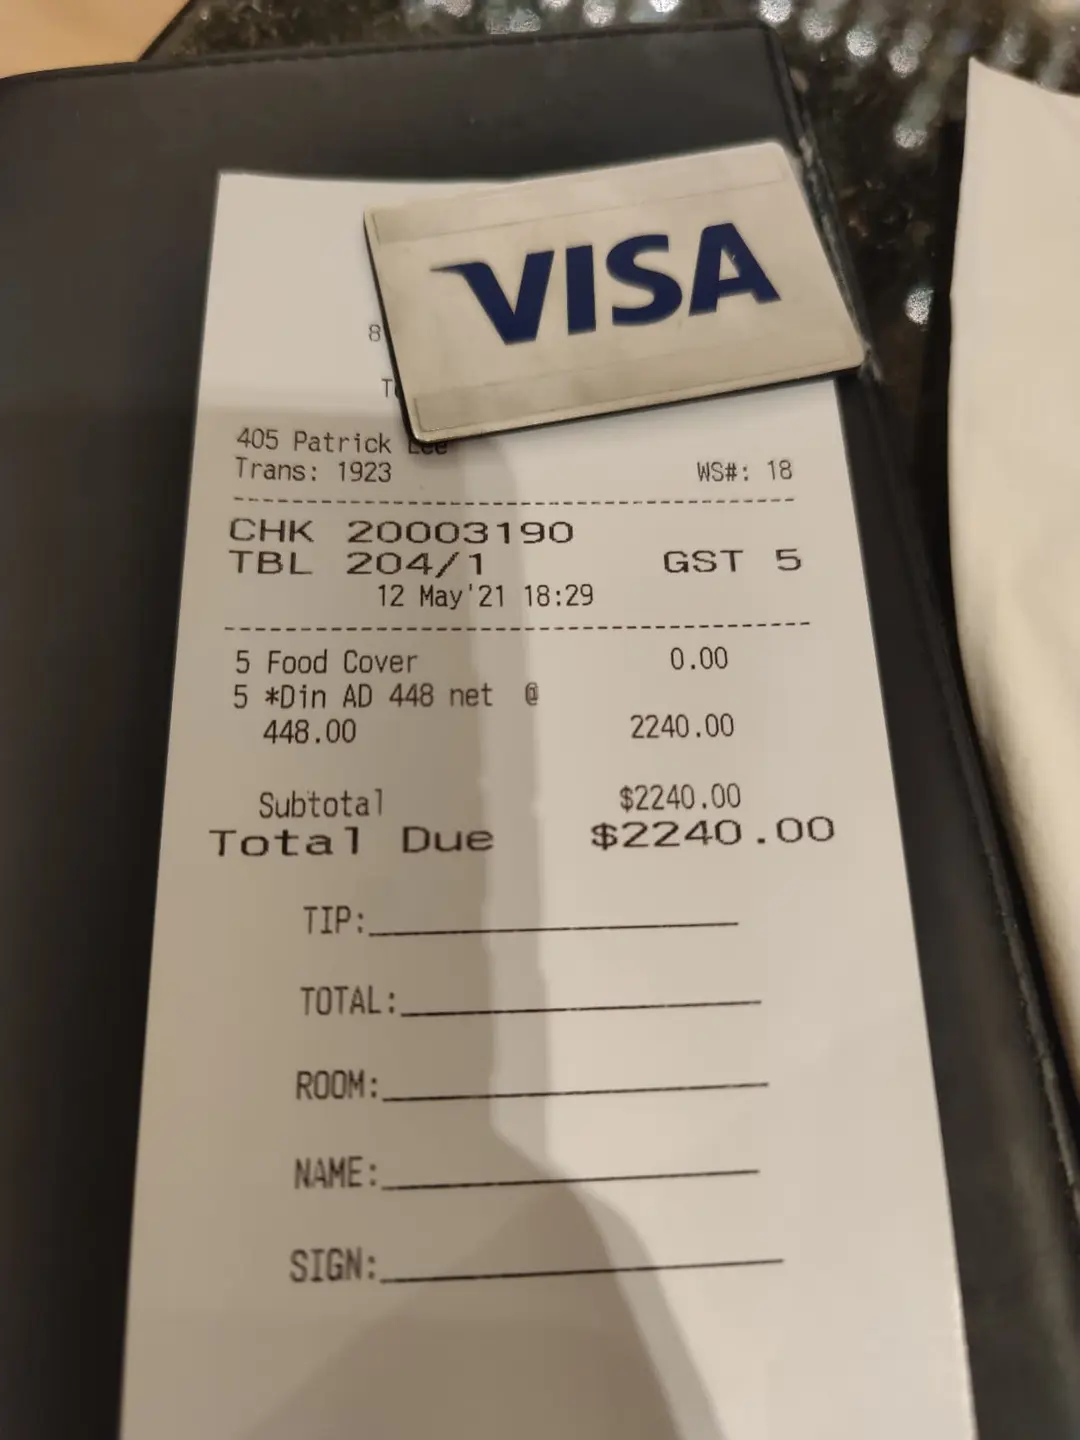 VISA
8
T
405 Patrick Lee
Trans: 1923 WS#: 18
CHK 20003190
TBL 204/1 GST 5
12 May'21 18:29
5 Food Cover 0.00
5 *Din AD 448 net @
448.00 2240.00
Subtotal $2240.00
Total Due $2240.00
TIP:
TOTAL:
ROOM:
NAME:
SIGN: